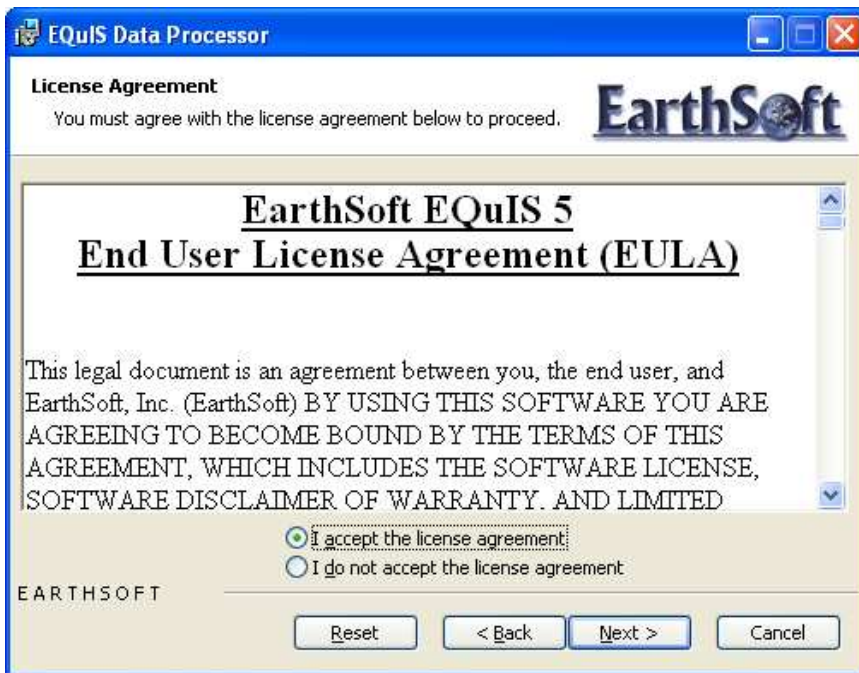 EQuIS Data Processor
License Agreement
You must agree with the license agreement below to proceed.
EarthSoft
EarthSoft EQuIS 5
End User License Agreement (EULA)
This legal document is an agreement between you, the end user, and
EarthSoft, Inc. (EarthSoft) BY USING THIS SOFTWARE YOU ARE
AGREEING TO BECOME BOUND BY THE TERMS OF THIS
AGREEMENT, WHICH INCLUDES THE SOFTWARE LICENSE,
SOFTWARE DISCLAIMER OF WARRANTY, AND LIMITED
I accept the license agreement
I do not accept the license agreement
EARTHSOFT
Reset
< Back
Next >
Cancel